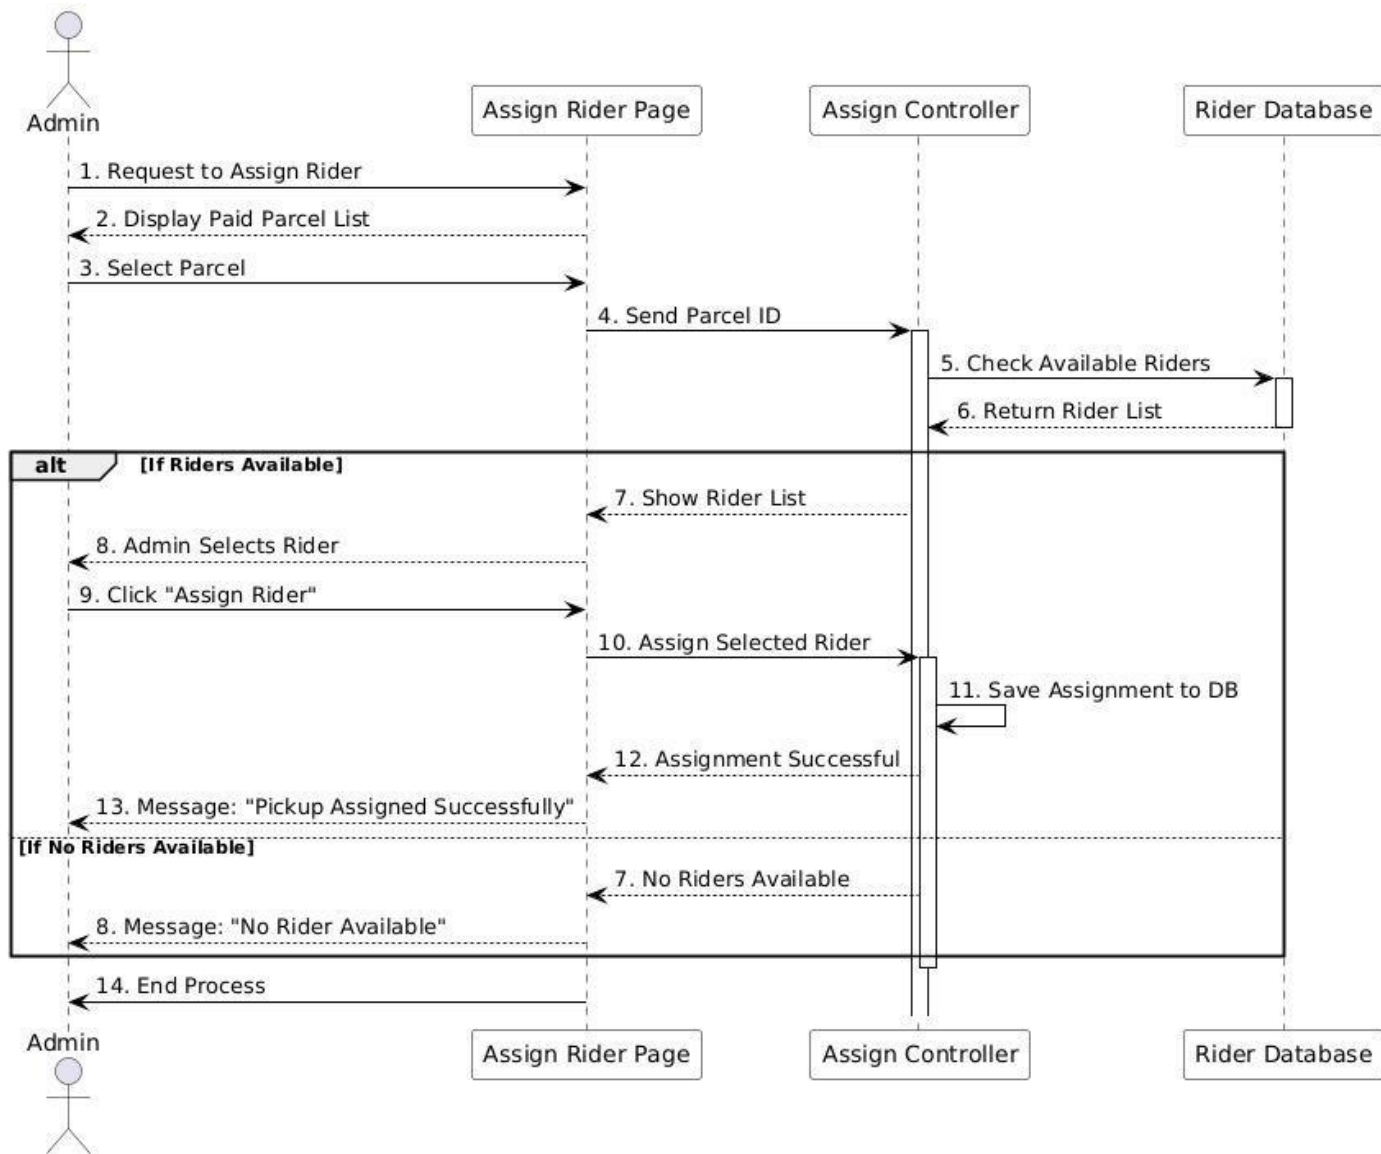 Admin
Assign Rider Page
Assign Controller
Rider Database
1. Request to Assign Rider
2. Display Paid Parcel List
3. Select Parcel
4. Send Parcel ID
5. Check Available Riders
6. Return Rider List
alt [If Riders Available]
7. Show Rider List
8. Admin Selects Rider
9. Click "Assign Rider"
10. Assign Selected Rider
11. Save Assignment to DB
12. Assignment Successful
13. Message: "Pickup Assigned Successfully"
[If No Riders Available]
7. No Riders Available
8. Message: "No Rider Available"
14. End Process
Admin
Assign Rider Page
Assign Controller
Rider Database